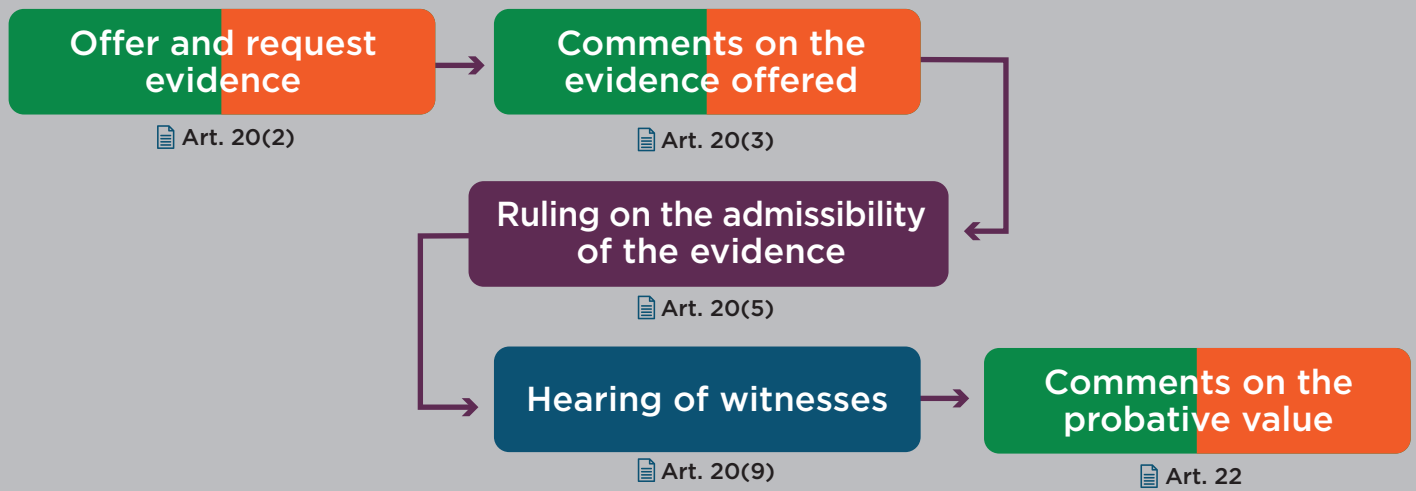 Offer and request
evidence
Art. 20(2)
Comments on the
evidence offered
Art. 20(3)
Ruling on the admissibility
of the evidence
Art. 20(5)
Hearing of witnesses
Art. 20(9)
Comments on the
probative value
Art. 22